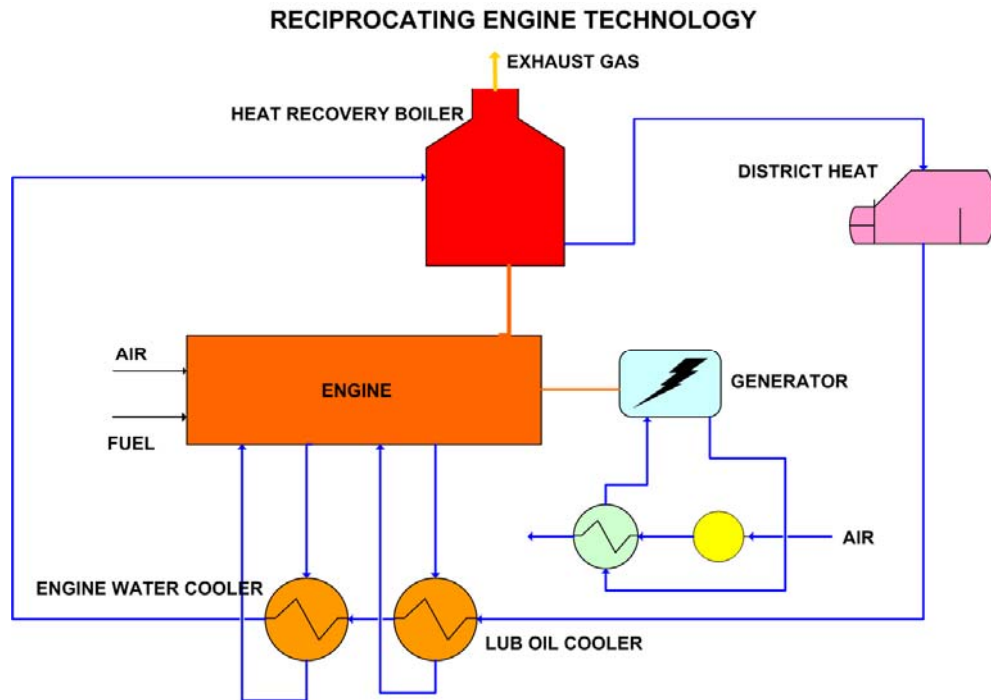 RECIPROCATING ENGINE TECHNOLOGY
EXHAUST GAS
HEAT RECOVERY BOILER
DISTRICT HEAT
AIR
ENGINE
GENERATOR
FUEL
AIR
ENGINE WATER COOLER
LUB OIL COOLER